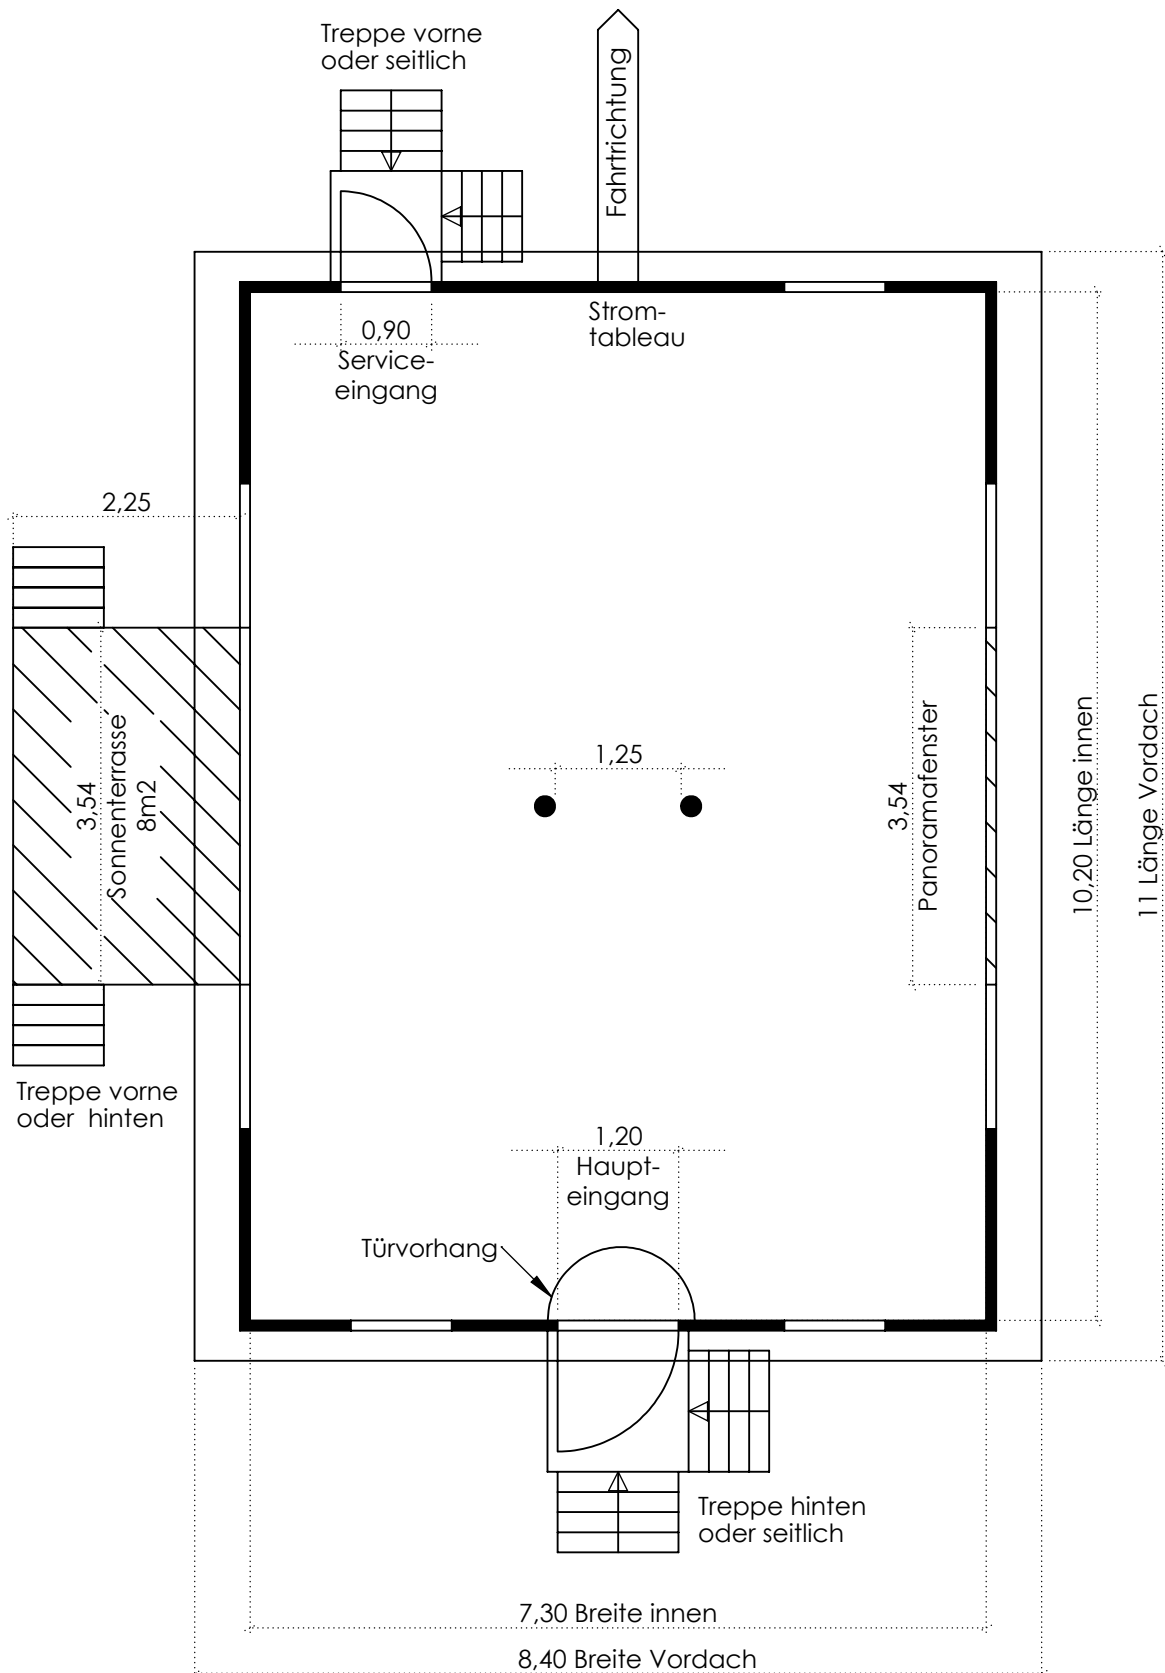 Treppe vorne
oder seitlich
Fahrtrichtung
Strom-
tableau
0,90
Service-
eingang
2,25
1,25
3,54
Sonnenterrasse
8m2
3,54
Panoramafenster
10,20 Länge innen
11 Länge Vordach
Treppe vorne
oder hinten
1,20
Haupt-
eingang
Türvorhang
Treppe hinten
oder seitlich
7,30 Breite innen
8,40 Breite Vordach